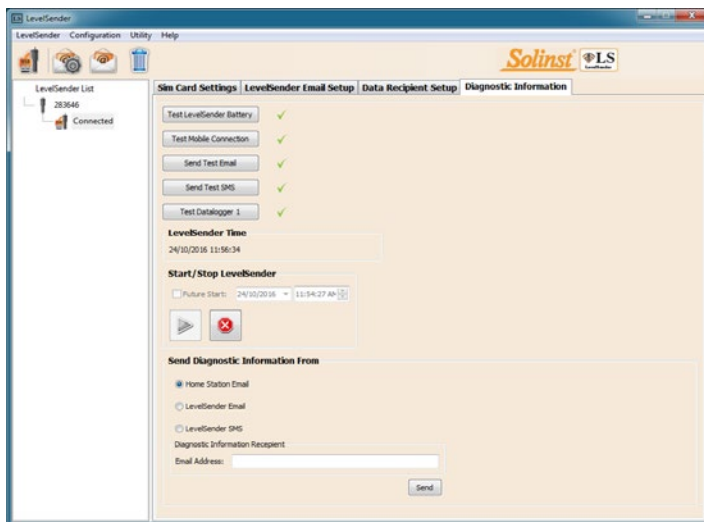 LevelSender
LevelSender Configuration Utility Help
Solinst LS
LevelSender
LevelSender List
283646
Connected
Sim Card Settings LevelSender Email Setup Data Recipient Setup Diagnostic Information
Test LevelSender Battery
Test Mobile Connection
Send Test Email
Send Test SMS
Test Datalogger 1
LevelSender Time
24/10/2016 11:56:34
Start/Stop LevelSender
Future Start: 24/10/2016 11:54:27 AM
Send Diagnostic Information From
Home Station Email
LevelSender Email
LevelSender SMS
Diagnostic Information Recepient
Email Address:
Send